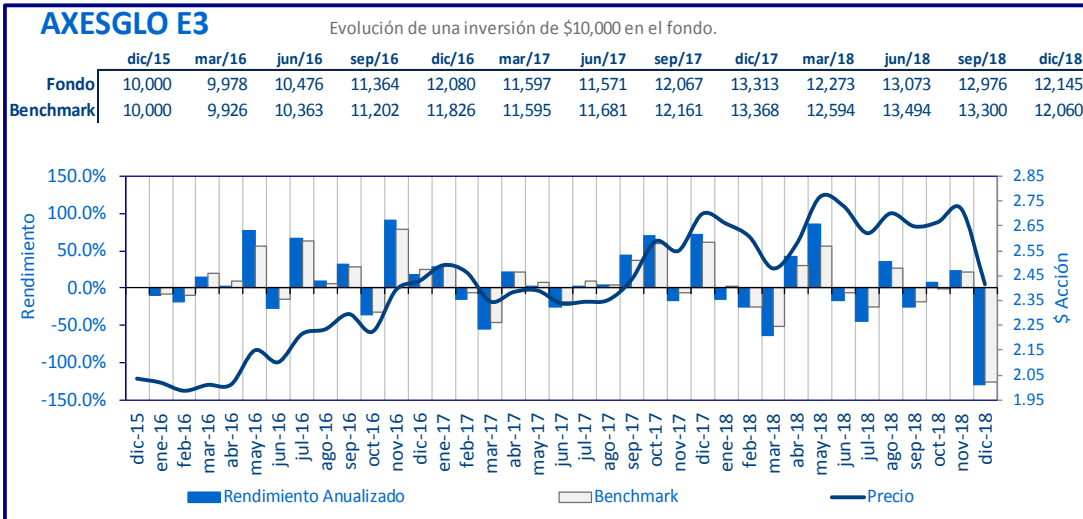 AXESGLO E3
Evolución de una inversión de $10,000 en el fondo.
dic/15 mar/16 jun/16 sep/16 dic/16 mar/17 jun/17 sep/17 dic/17 mar/18 jun/18 sep/18 dic/18
Fondo 10,000 9,978 10,476 11,364 12,080 11,597 11,571 12,067 13,313 12,273 13,073 12,976 12,145
Benchmark 10,000 9,926 10,363 11,202 11,826 11,595 11,681 12,161 13,368 12,594 13,494 13,300 12,060
Rendimiento
150.0%
100.0%
50.0%
0.0%
-50.0%
-100.0%
-150.0%
2.85
2.75
2.65
2.55
2.45
2.35
2.25
2.15
2.05
1.95
$ Acción
dic-15 ene-16 feb-16 mar-16 abr-16 may-16 jun-16 jul-16 ago-16 sep-16 oct-16 nov-16 dic-16 ene-17 feb-17 mar-17 abr-17 may-17 jun-17 jul-17 ago-17 sep-17 oct-17 nov-17 dic-17 ene-18 feb-18 mar-18 abr-18 may-18 jun-18 jul-18 ago-18 sep-18 oct-18 nov-18 dic-18
Rendimiento Anualizado Benchmark Precio